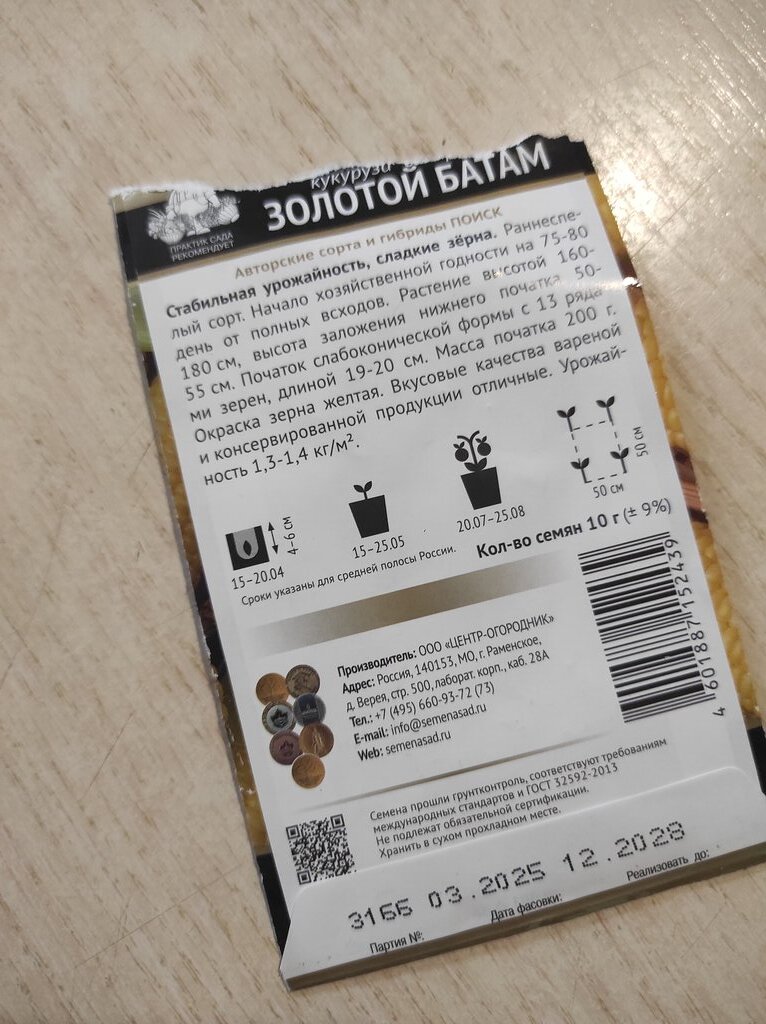 кукуруза
ЗОЛОТОЙ БАТАМ
ПРАКТИК САДА
РЕКОМЕНДУЕТ
Авторские сорта и гибриды ПОИСК
Стабильная урожайность, сладкие зёрна. Раннеспе-
лый сорт. Начало хозяйственной годности на 75-80
день от полных всходов. Растение высотой 160-
180 см, высота заложения нижнего початка 50-
55 см. Початок слабоконической формы с 13 ряда-
ми зерен, длиной 19-20 см. Масса початка 200 г.
Окраска зерна желтая. Вкусовые качества вареной
и консервированной продукции отличные. Урожай-
ность 1,3-1,4 кг/м².
4–6 см
15–20.04
15–25.05
20.07–25.08
50 см
50 см
Сроки указаны для средней полосы России.
Кол-во семян 10 г (± 9%)
Производитель: ООО «ЦЕНТР-ОГОРОДНИК»
Адрес: Россия, 140153, МО, г. Раменское,
д. Верея, стр. 500, лаборат. корп., каб. 28А
Тел.: +7 (495) 660-93-72 (73)
E-mail: info@semenasad.ru
Web: semenasad.ru
4 601887 152439
Семена прошли грунтконтроль, соответствуют требованиям
международных стандартов и ГОСТ 32592-2013
Не подлежат обязательной сертификации.
Хранить в сухом прохладном месте.
3166 03.2025 12.2028
Партия №: Дата фасовки: Реализовать до: